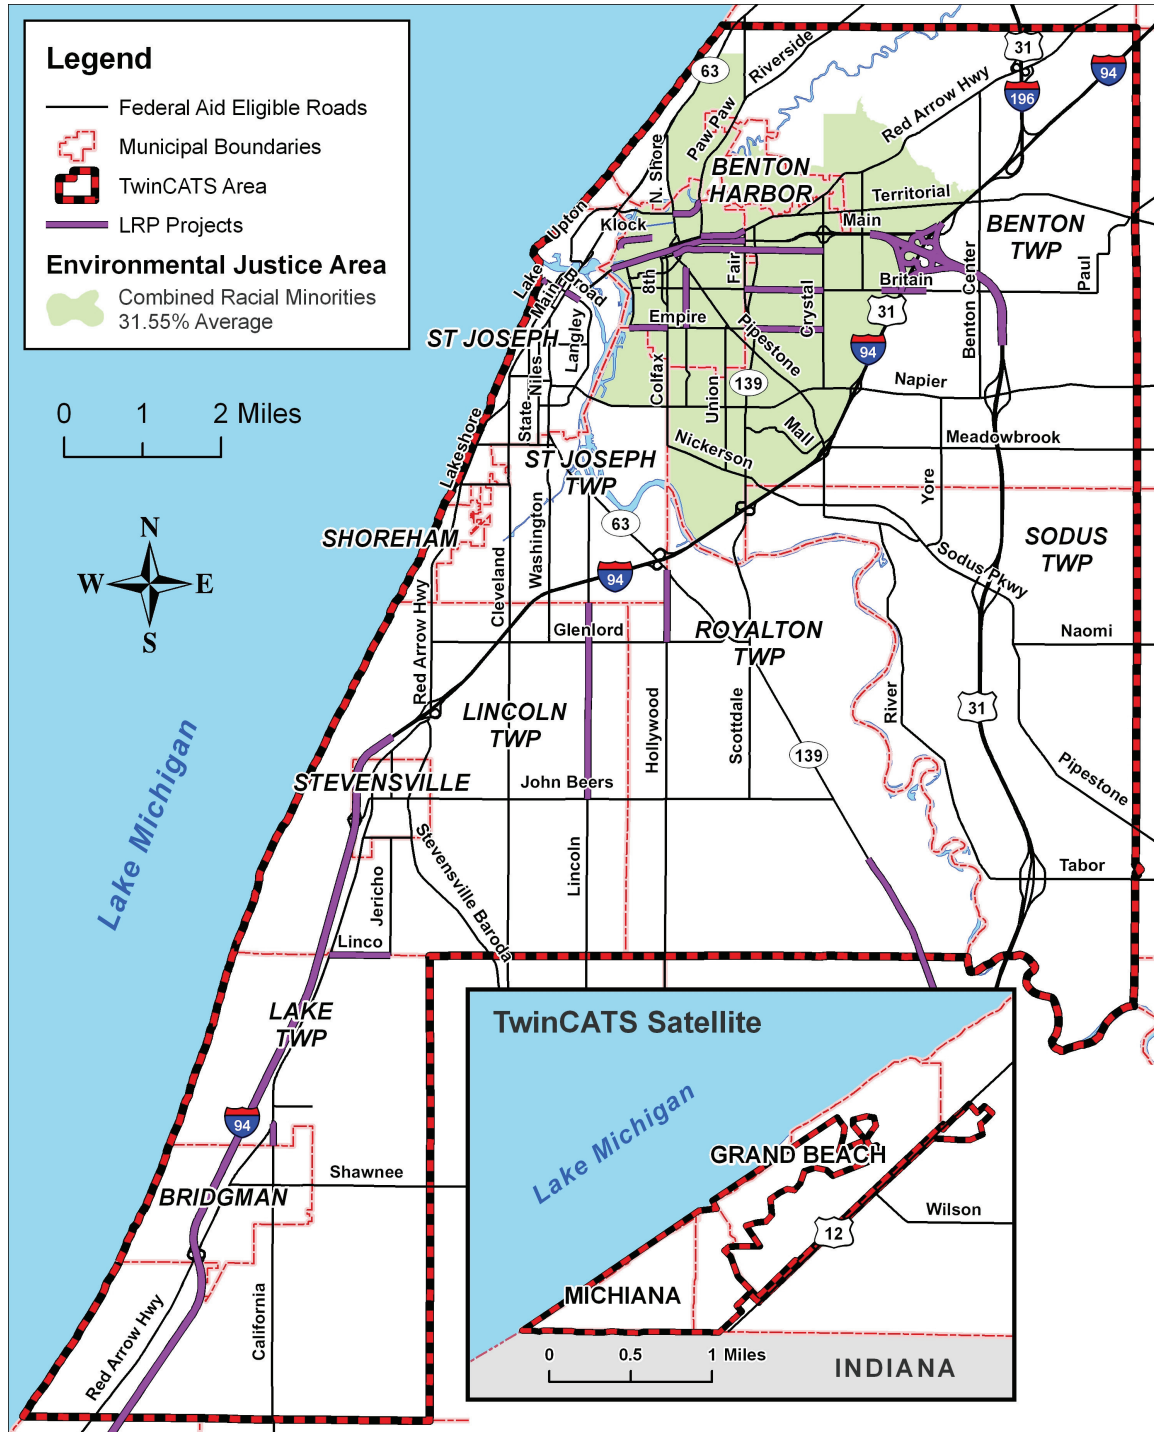 Legend
Federal Aid Eligible Roads
Municipal Boundaries
TwinCATS Area
LRP Projects
Environmental Justice Area
Combined Racial Minorities
31.55% Average
0 1 2 Miles
N
W E
S
Lake Michigan
63
Riverside
31
94
196
Red Arrow Hwy
Paw Paw
N. Shore
BENTON
HARBOR
Territorial
Upton
Klock
Main
BENTON
TWP
Paul
Lake
Main
Broad
8th
Fair
Britain
Benton Center
31
Crystal
Empire
Pipestone
ST JOSEPH
Langley
94
Niles
State
Colfax
Union
139
Napier
Mall
Nickerson
Meadowbrook
Lakeshore
ST JOSEPH
TWP
Yore
63
SHOREHAM
Washington
Cleveland
SODUS
TWP
Sodus Pkwy
94
Red Arrow Hwy
Glenlord
ROYALTON
TWP
Naomi
River
31
LINCOLN
TWP
Hollywood
Scottdale
139
STEVENSVILLE
John Beers
Pipestone
Stevensville Baroda
Lincoln
Tabor
Jericho
Linco
LAKE
TWP
94
Shawnee
BRIDGMAN
California
Red Arrow Hwy
TwinCATS Satellite
Lake Michigan
GRAND BEACH
Wilson
12
MICHIANA
0 0.5 1 Miles
INDIANA